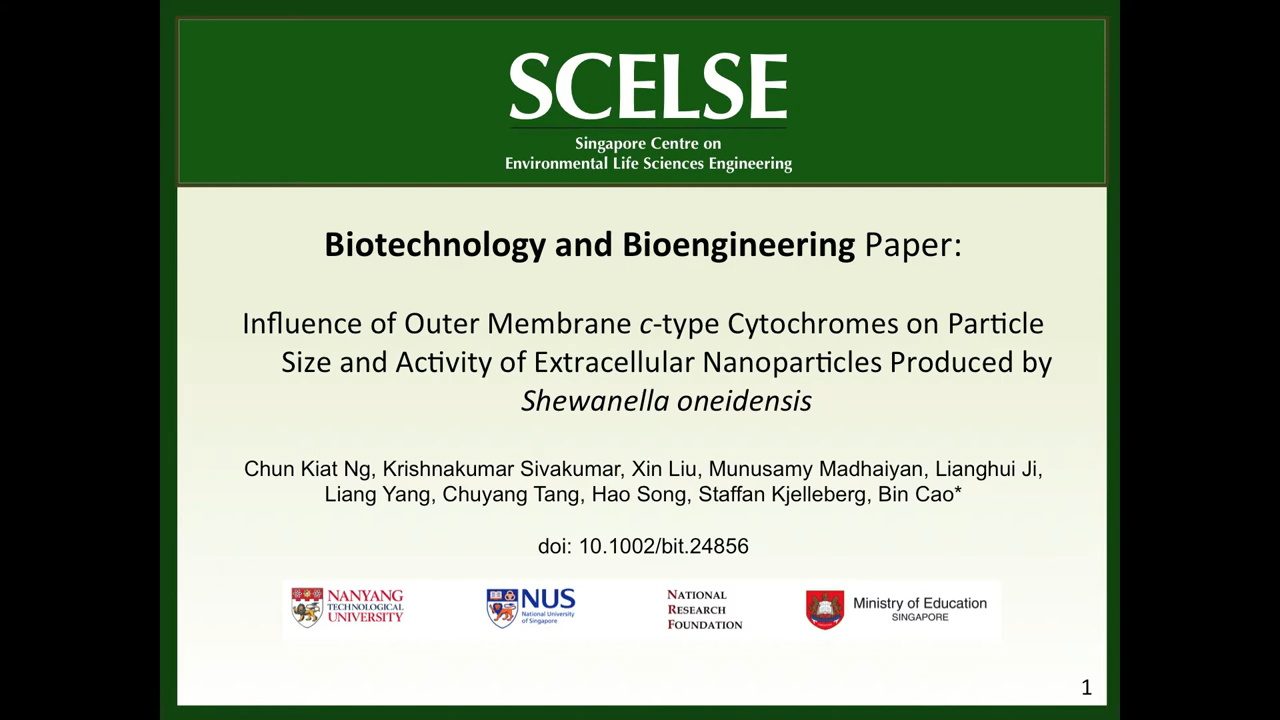 SCELSE
Singapore Centre on
Environmental Life Sciences Engineering
Biotechnology and Bioengineering Paper:
Influence of Outer Membrane c-type Cytochromes on Particle
Size and Activity of Extracellular Nanoparticles Produced by
Shewanella oneidensis
Chun Kiat Ng, Krishnakumar Sivakumar, Xin Liu, Munusamy Madhaiyan, Lianghui Ji,
Liang Yang, Chuyang Tang, Hao Song, Staffan Kjelleberg, Bin Cao*
doi: 10.1002/bit.24856
NANYANG
TECHNOLOGICAL
UNIVERSITY
NUS
National University
of Singapore
NATIONAL
RESEARCH
FOUNDATION
Ministry of Education
SINGAPORE
1